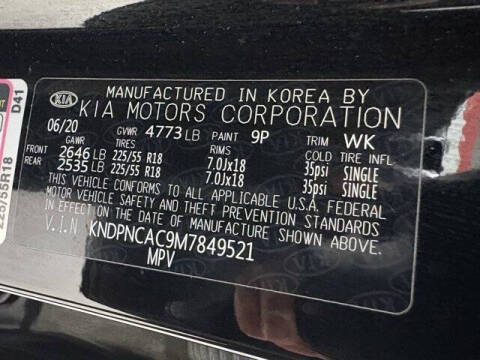 MANUFACTURED IN KOREA BY
KIA KIA MOTORS CORPORATION
06/20 GVWR 4773 LB PAINT 9P TRIM WK
GAWR TIRES COLD TIRE INFL
FRONT 2646 LB 225/55 R18 7.0Jx18 35psi SINGLE
REAR 2535 LB 225/55 R18 7.0Jx18 35psi SINGLE
THIS VEHICLE CONFORMS TO ALL APPLICABLE U.S.A. FEDERAL
MOTOR VEHICLE SAFETY AND THEFT PREVENTION STANDARDS
IN EFFECT ON THE DATE OF MANUFACTURE SHOWN ABOVE.
V.I.N KNDPNCAC9M7849521
MPV
D41
225/55R18